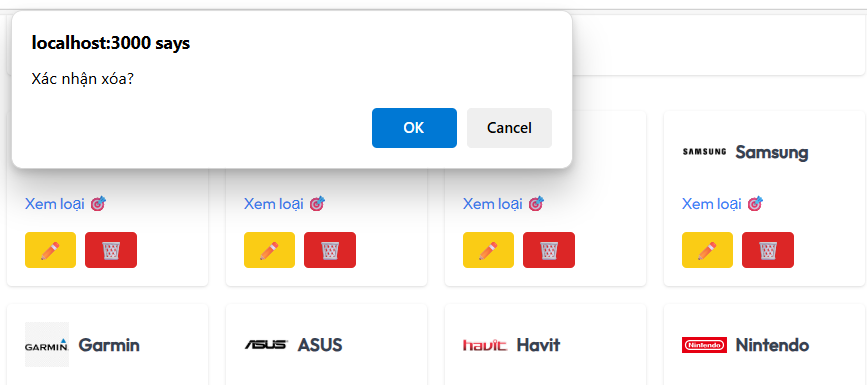 localhost:3000 says
Xác nhận xóa?
OK Cancel
SAMSUNG Samsung
Xem loại Xem loại Xem loại Xem loại
GARMIN Garmin ASUS ASUS havit Havit Nintendo Nintendo